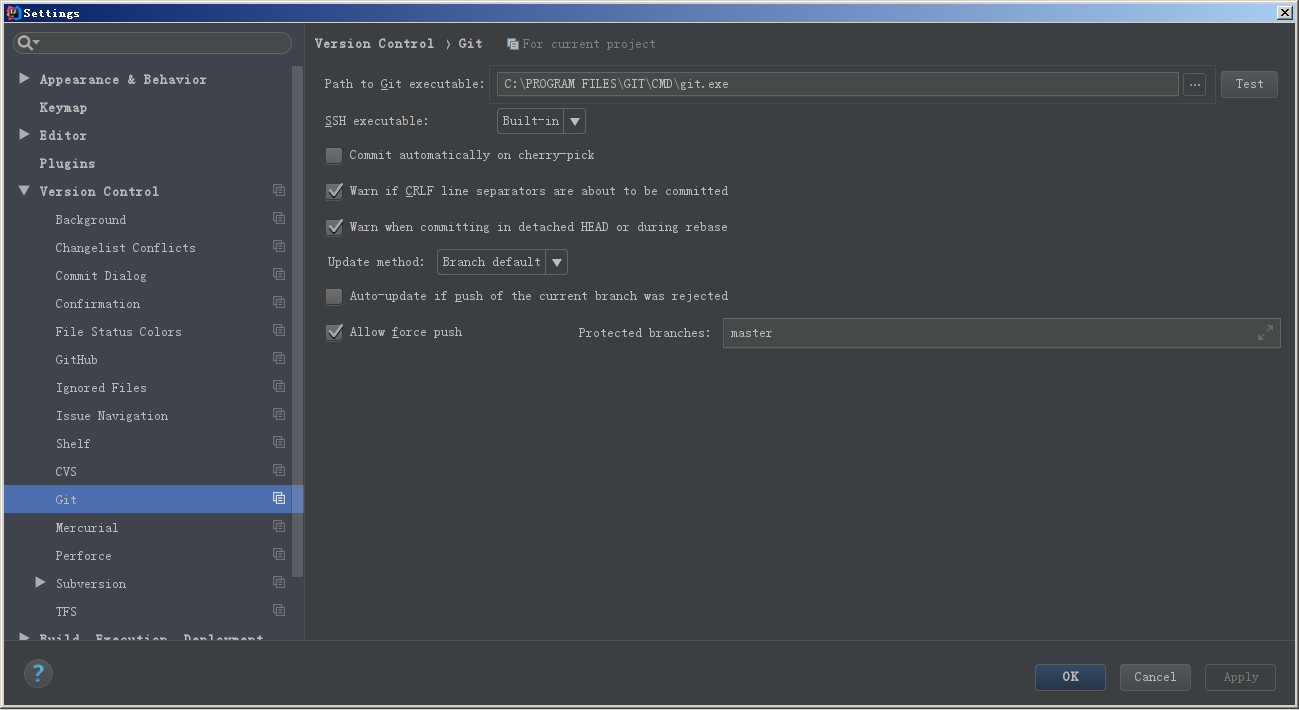 Settings
Version Control › Git For current project
Appearance & Behavior
Keymap
Editor
Plugins
Version Control
Background
Changelist Conflicts
Commit Dialog
Confirmation
File Status Colors
GitHub
Ignored Files
Issue Navigation
Shelf
CVS
Git
Mercurial
Perforce
Subversion
TFS
Build, Execution, Deployment
Path to Git executable: C:\PROGRAM FILES\GIT\CMD\git.exe ... Test
SSH executable: Built-in
Commit automatically on cherry-pick
Warn if CRLF line separators are about to be committed
Warn when committing in detached HEAD or during rebase
Update method: Branch default
Auto-update if push of the current branch was rejected
Allow force push Protected branches: master
? OK Cancel Apply